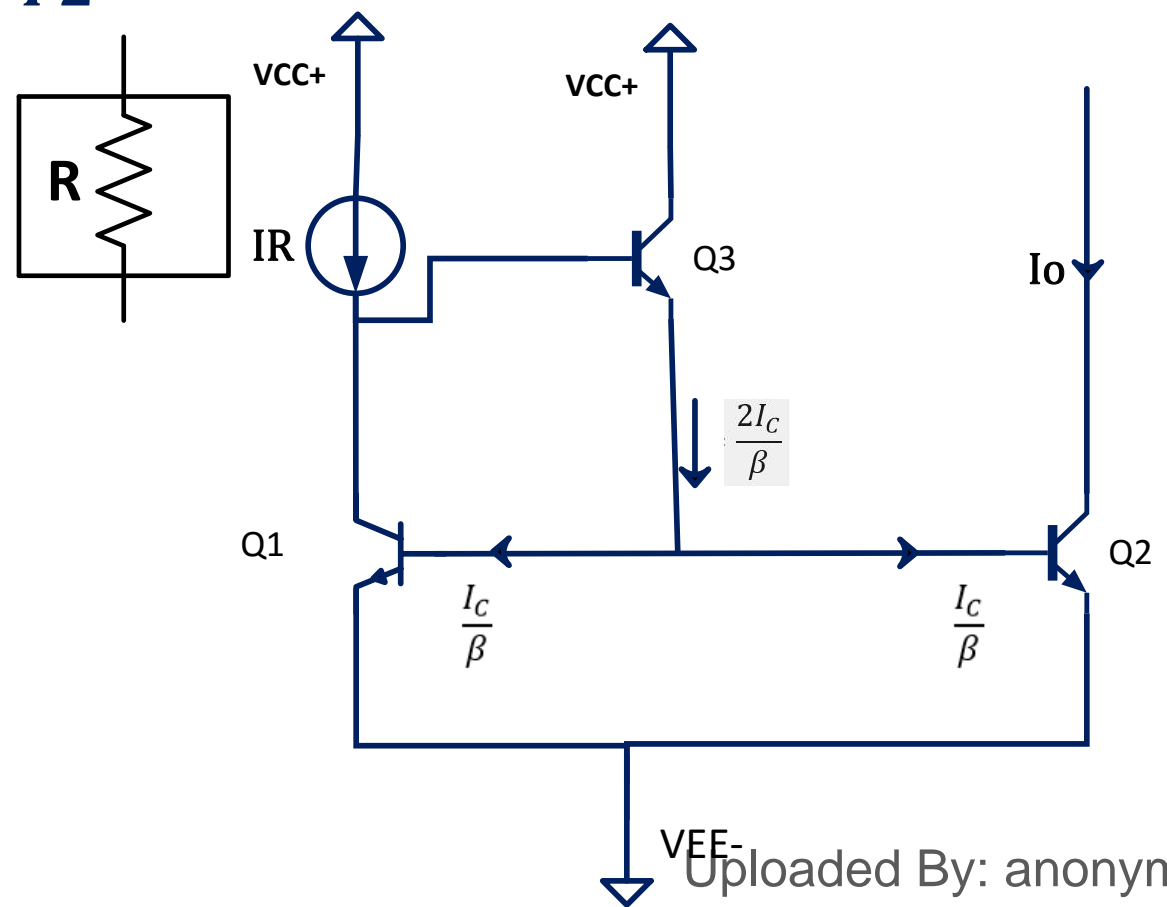 VCC+
VCC+
R
IR
Q3
Io
2I_C/β
Q1
Q2
I_C/β
I_C/β
VEE-
Uploaded By: anonym